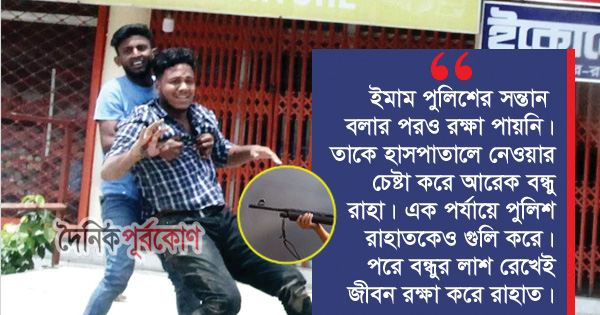 ইকোে
ইমাম পুলিশের সন্তান
বলার পরও রক্ষা পায়নি।
তাকে হাসপাতালে নেওয়ার
চেষ্টা করে আরেক বন্ধু
রাহা। এক পর্যায়ে পুলিশ
রাহাতকেও গুলি করে।
পরে বন্ধুর লাশ রেখেই
জীবন রক্ষা করে রাহাত।
দৈনিক পূর্বকোণ